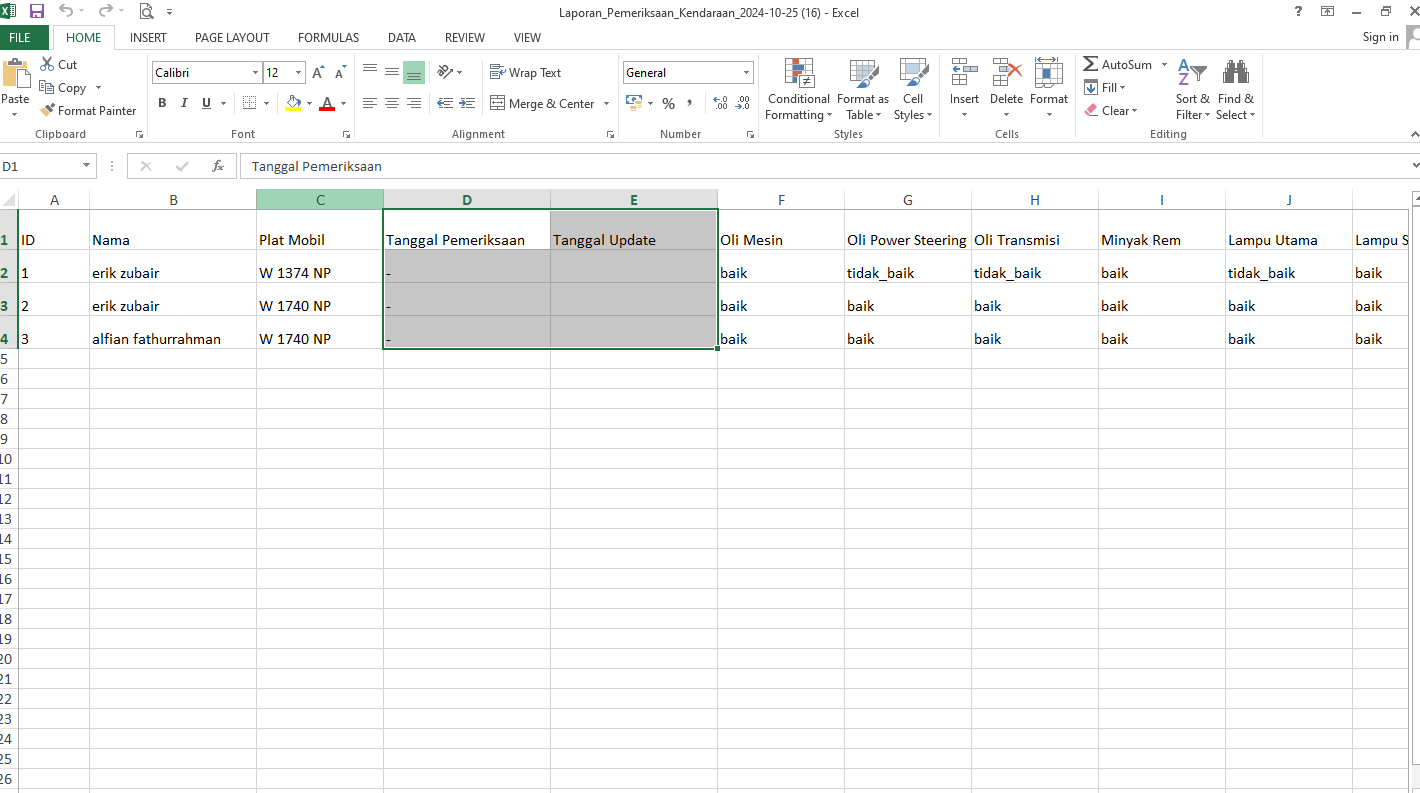 Laporan_Pemeriksaan_Kendaraan_2024-10-25 (16) - Excel
?
FILE HOME INSERT PAGE LAYOUT FORMULAS DATA REVIEW VIEW Sign in
Paste
Cut
Copy
Format Painter
Clipboard
Calibri 12
A A
B I U A
Font
Wrap Text
Merge & Center
Alignment
General
% , .0 .00 .00 .0
Number
Conditional Formatting
Format as Table
Cell Styles
Styles
Insert Delete Format
Cells
AutoSum
Fill
Clear
Sort & Filter
Find & Select
Editing
D1 fx Tanggal Pemeriksaan
A B C D E F G H I J
1 ID Nama Plat Mobil Tanggal Pemeriksaan Tanggal Update Oli Mesin Oli Power Steering Oli Transmisi Minyak Rem Lampu Utama Lampu S
2 1 erik zubair W 1374 NP - baik tidak_baik tidak_baik baik tidak_baik baik
3 2 erik zubair W 1740 NP - baik baik baik baik baik baik
4 3 alfian fathurrahman W 1740 NP - baik baik baik baik baik baik
5
6
7
8
9
10
11
12
13
14
15
16
17
18
19
20
21
22
23
24
25
26